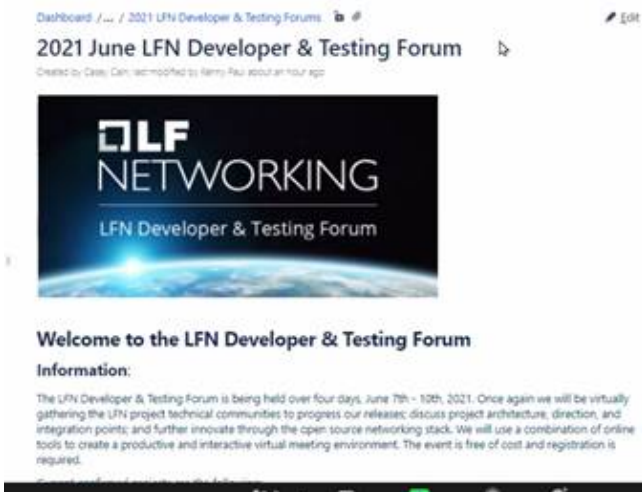 Dashboard /... / 2021 LFN Developer & Testing Forums
Edit
2021 June LFN Developer & Testing Forum
Created by Casey Cain, last modified by Kenny Paul about an hour ago
LF
NETWORKING
LFN Developer & Testing Forum
Welcome to the LFN Developer & Testing Forum
Information:
The LFN Developer & Testing Forum is being held over four days, June 7th - 10th, 2021. Once again we will be virtually
gathering the LFN project technical communities to progress our releases; discuss project architecture, direction, and
integration points; and further innovate through the open source networking stack. We will use a combination of online
tools to create a productive and interactive virtual meeting environment. The event is free of cost and registration is
required.